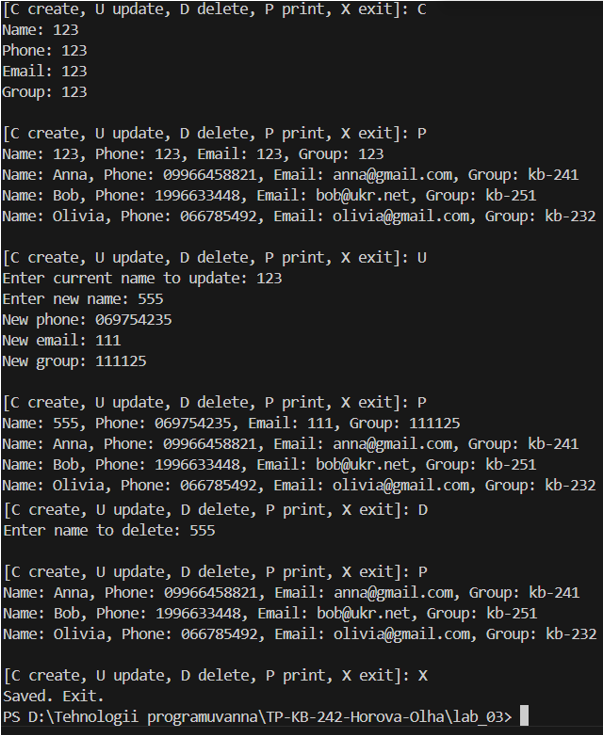 [C create, U update, D delete, P print, X exit]: C
Name: 123
Phone: 123
Email: 123
Group: 123
[C create, U update, D delete, P print, X exit]: P
Name: 123, Phone: 123, Email: 123, Group: 123
Name: Anna, Phone: 09966458821, Email: anna@gmail.com, Group: kb-241
Name: Bob, Phone: 1996633448, Email: bob@ukr.net, Group: kb-251
Name: Olivia, Phone: 066785492, Email: olivia@gmail.com, Group: kb-232
[C create, U update, D delete, P print, X exit]: U
Enter current name to update: 123
Enter new name: 555
New phone: 069754235
New email: 111
New group: 111125
[C create, U update, D delete, P print, X exit]: P
Name: 555, Phone: 069754235, Email: 111, Group: 111125
Name: Anna, Phone: 09966458821, Email: anna@gmail.com, Group: kb-241
Name: Bob, Phone: 1996633448, Email: bob@ukr.net, Group: kb-251
Name: Olivia, Phone: 066785492, Email: olivia@gmail.com, Group: kb-232
[C create, U update, D delete, P print, X exit]: D
Enter name to delete: 555
[C create, U update, D delete, P print, X exit]: P
Name: Anna, Phone: 09966458821, Email: anna@gmail.com, Group: kb-241
Name: Bob, Phone: 1996633448, Email: bob@ukr.net, Group: kb-251
Name: Olivia, Phone: 066785492, Email: olivia@gmail.com, Group: kb-232
[C create, U update, D delete, P print, X exit]: X
Saved. Exit.
PS D:\Tehnologii programuvanna\TP-KB-242-Horova-Olha\lab_03>